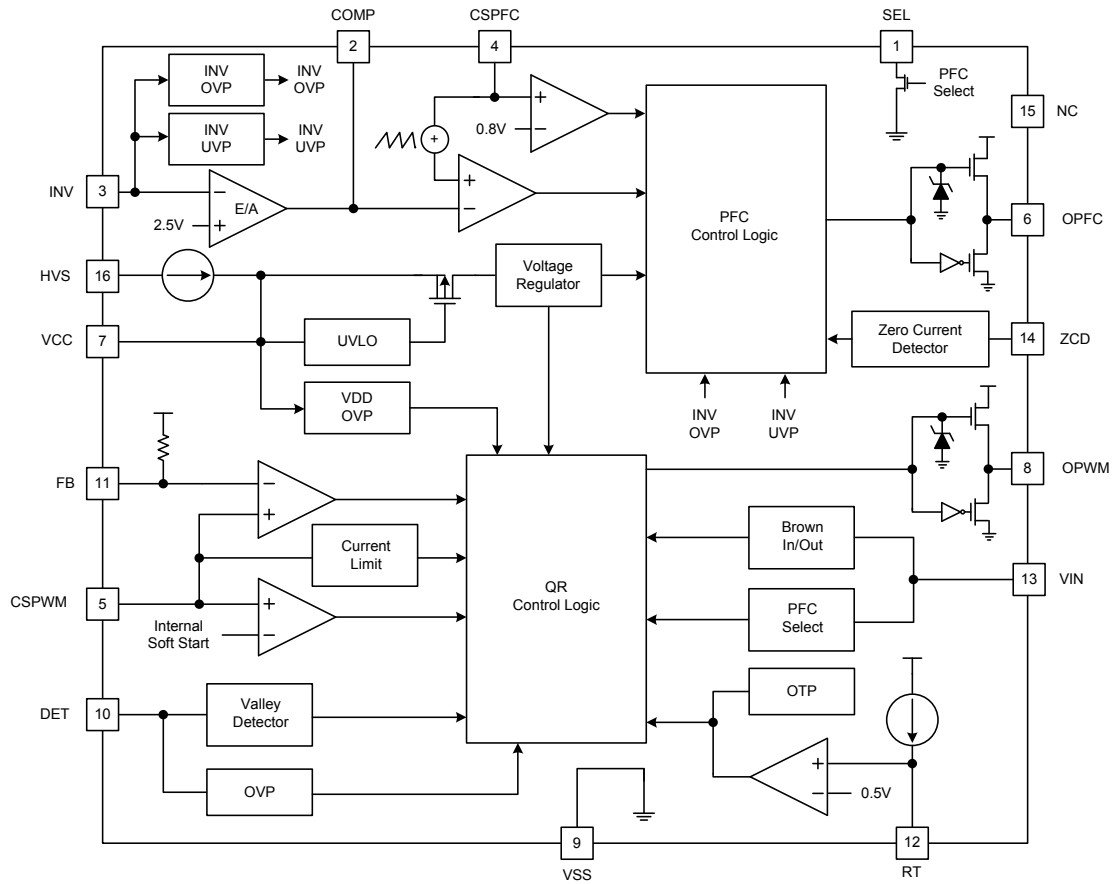 COMP
CSPFC
SEL
2
4
1
INV
OVP
INV
OVP
INV
UVP
INV
UVP
PFC
Select
15
NC
+
−
0.8V
+
+
−
INV
3
−
E/A
+
2.5V
PFC
Control Logic
6
OPFC
HVS
16
Voltage
Regulator
VCC
7
UVLO
Zero Current
Detector
14
ZCD
VDD
OVP
INV
OVP
INV
UVP
FB
11
−
+
8
OPWM
Current
Limit
Brown
In/Out
QR
Control Logic
13
VIN
CSPWM
5
+
−
Internal
Soft Start
PFC
Select
DET
10
Valley
Detector
OTP
OVP
+
−
0.5V
9
VSS
12
RT